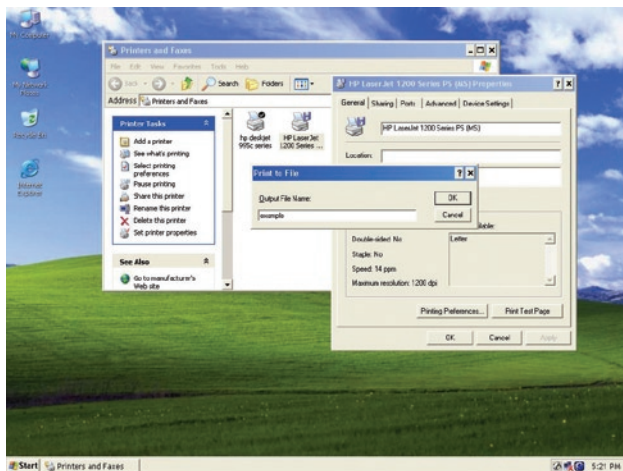 My Computer
My Network
Places
Recycle Bin
Internet
Explorer
Printers and Faxes
File Edit View Favorites Tools Help
Back Search Folders
Address Printers and Faxes
Printer Tasks
Add a printer
See what's printing
Select printing
preferences
Pause printing
Share this printer
Rename this printer
Delete this printer
Set printer properties
See Also
Go to manufacturer's
Web site
hp deskjet
995c series
HP LaserJet
1200 Series ...
HP LaserJet 1200 Series PS (MS) Properties
General Sharing Ports Advanced Device Settings
HP LaserJet 1200 Series PS (MS)
Location:
Print to File
Output File Name:
example
OK
Cancel
Double-sided: No
Staple: No
Speed: 14 ppm
Maximum resolution: 1200 dpi
Letter
Printing Preferences...
Print Test Page
OK
Cancel
Apply
Start
Printers and Faxes
5:21 PM